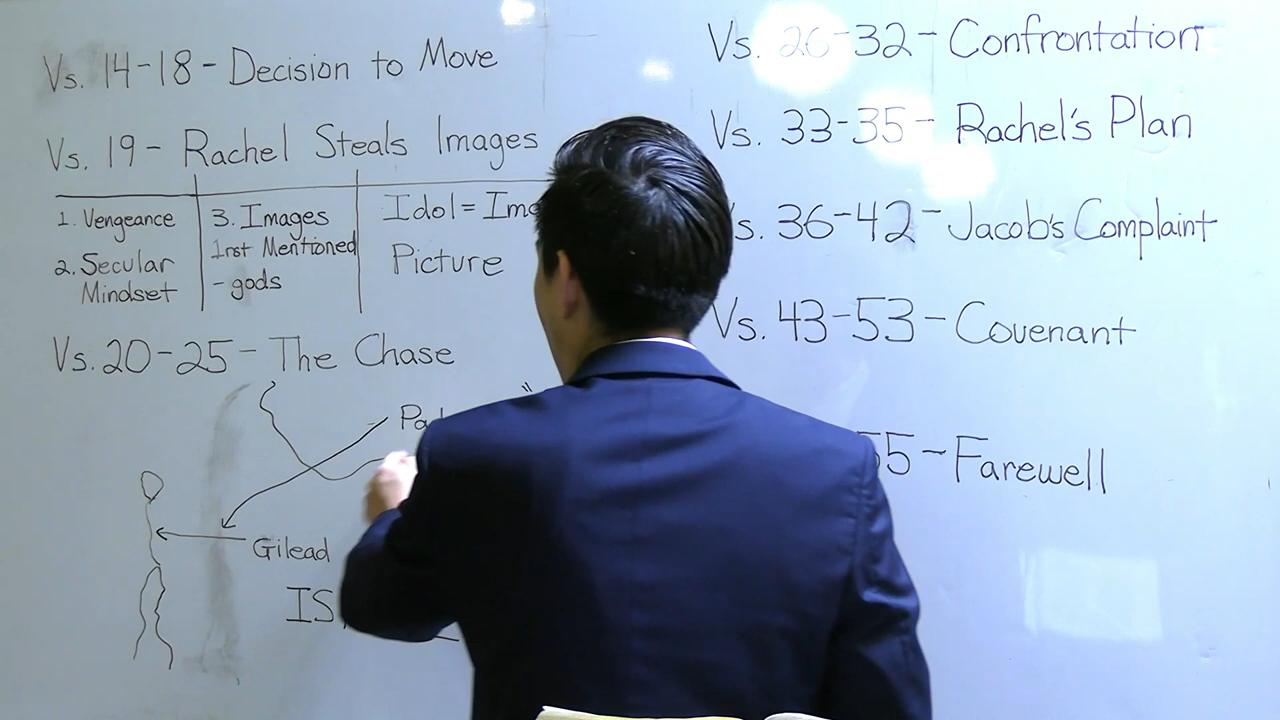 Vs. 14-18 - Decision to Move
Vs. 19 - Rachel Steals Images
1. Vengeance
2. Secular
Mindset
3. Images
1rst Mentioned
- gods
Idol = Im
Picture
Vs. 20-25 - The Chase
Pa
Gilead
IS
Vs. 26-32 - Confrontation
Vs. 33-35 - Rachel's Plan
s. 36-42 - Jacob's Complaint
Vs. 43-53 - Covenant
55 - Farewell